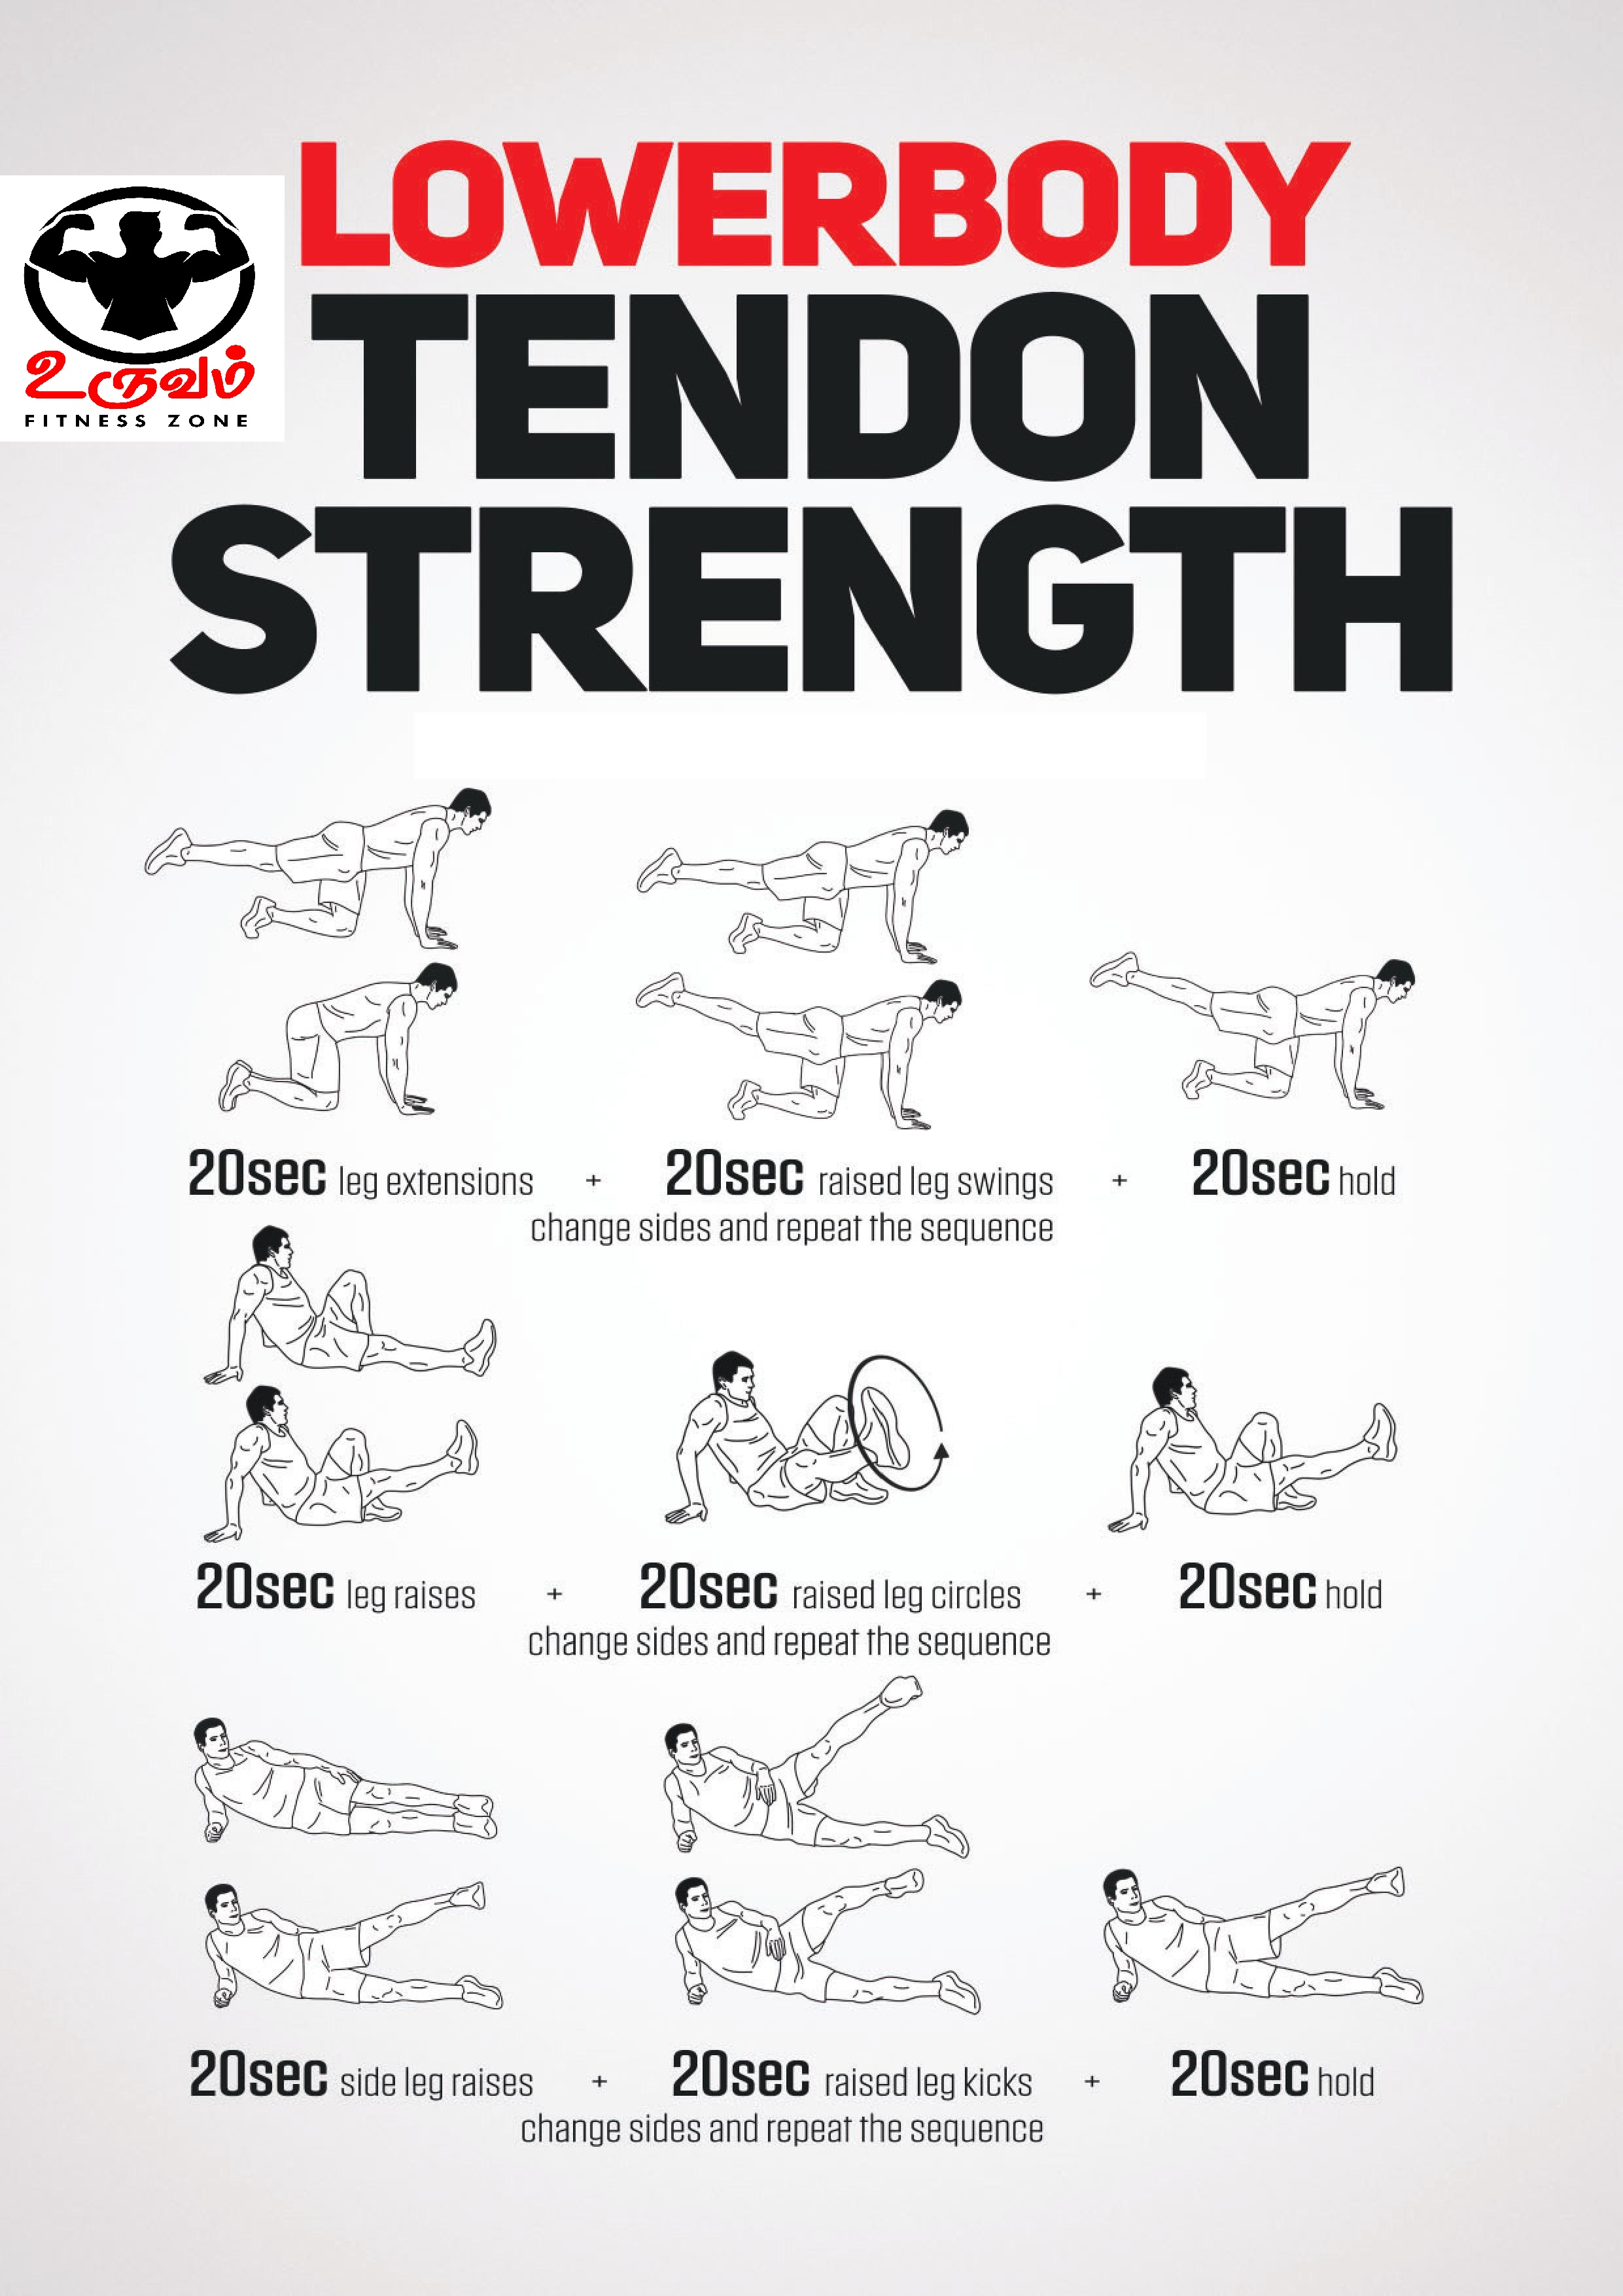 LOWERBODY
TENDON
STRENGTH
உருவம்
FITNESS ZONE
20sec leg extensions + 20sec raised leg swings + 20sec hold
change sides and repeat the sequence
20sec leg raises + 20sec raised leg circles + 20sec hold
change sides and repeat the sequence
20sec side leg raises + 20sec raised leg kicks + 20sec hold
change sides and repeat the sequence